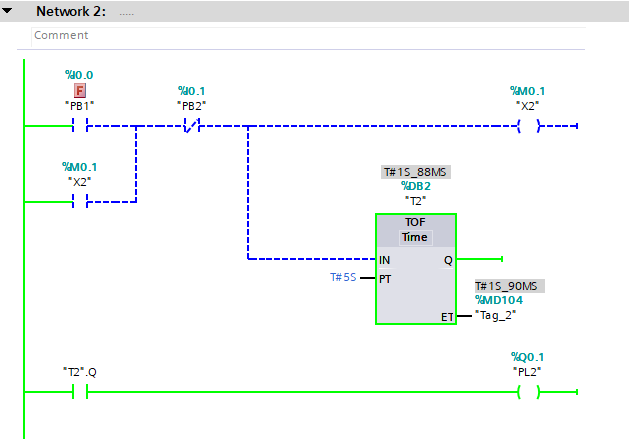 Network 2: .....
Comment
%I0.0
F
"PB1"
%I0.1
"PB2"
%M0.1
"X2"
%M0.1
"X2"
T#1S_88MS
%DB2
"T2"
TOF
Time
IN
Q
T#5S
PT
T#1S_90MS
%MD104
ET
"Tag_2"
"T2".Q
%Q0.1
"PL2"